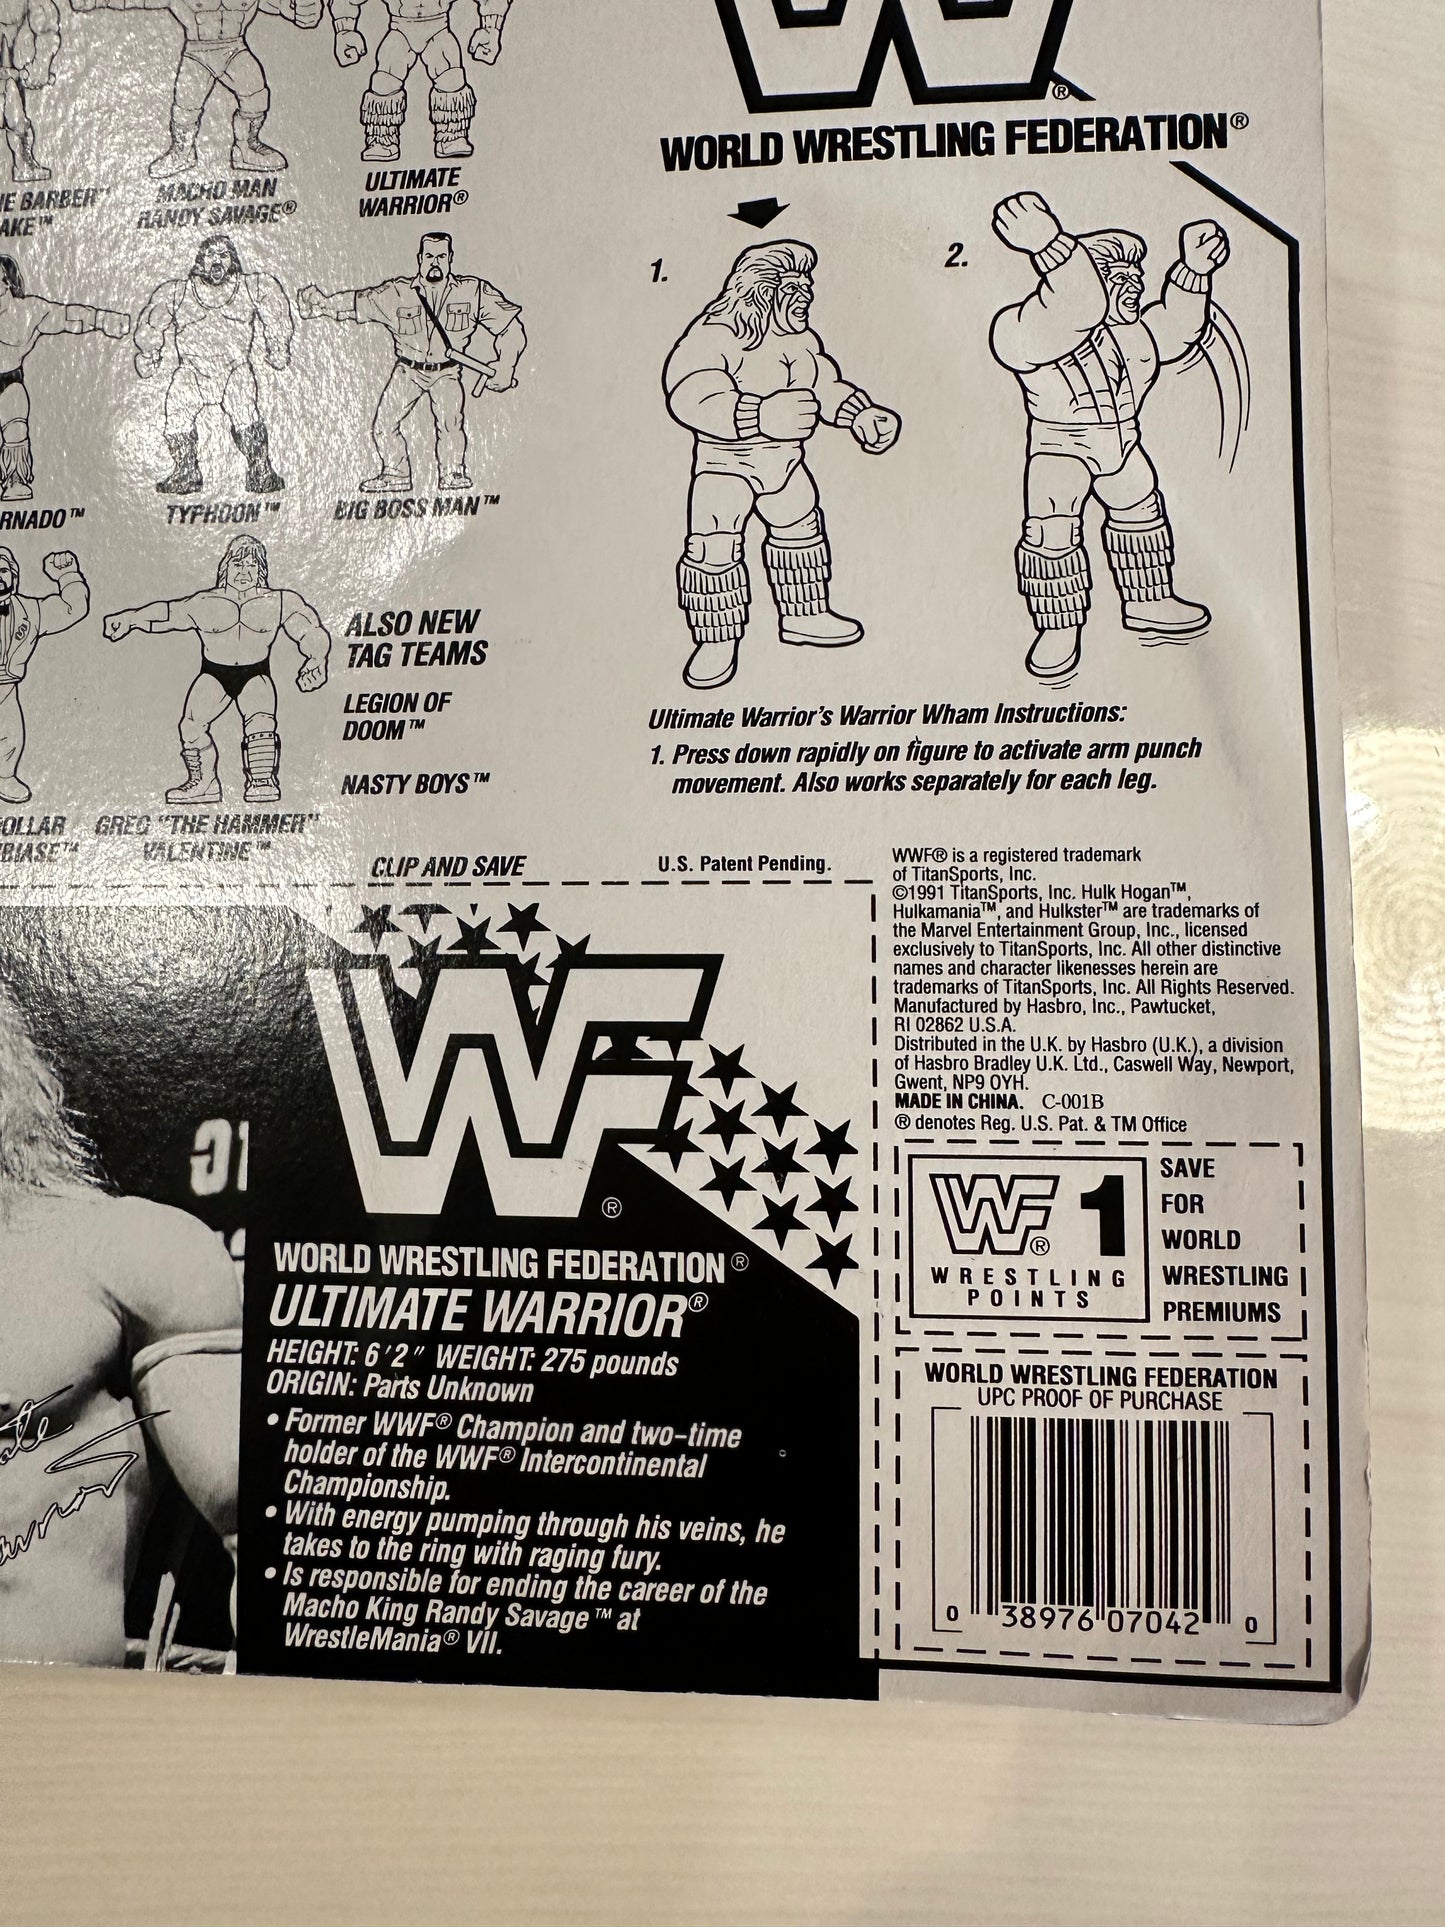 WF
®
WORLD WRESTLING FEDERATION®
E BARBER"
AKE™
MACHO MAN
RANDY SAVAGE®
ULTIMATE
WARRIOR®
RNADO™
TYPHOON™
BIG BOSS MAN™
OLLAR
BIASE™
GREG "THE HAMMER"
VALENTINE™
ALSO NEW
TAG TEAMS
LEGION OF
DOOM™
NASTY BOYS™
1.
2.
Ultimate Warrior's Warrior Wham Instructions:
1. Press down rapidly on figure to activate arm punch
movement. Also works separately for each leg.
CLIP AND SAVE
U.S. Patent Pending.
WWF® is a registered trademark
of TitanSports, Inc.
©1991 TitanSports, Inc. Hulk Hogan™,
Hulkamania™, and Hulkster™ are trademarks of
the Marvel Entertainment Group, Inc., licensed
exclusively to TitanSports, Inc. All other distinctive
names and character likenesses herein are
trademarks of TitanSports, Inc. All Rights Reserved.
Manufactured by Hasbro, Inc., Pawtucket,
RI 02862 U.S.A.
Distributed in the U.K. by Hasbro (U.K.), a division
of Hasbro Bradley U.K. Ltd., Caswell Way, Newport,
Gwent, NP9 0YH.
MADE IN CHINA. C-001B
® denotes Reg. U.S. Pat. & TM Office
WF®
WORLD WRESTLING FEDERATION®
ULTIMATE WARRIOR®
HEIGHT: 6'2" WEIGHT: 275 pounds
ORIGIN: Parts Unknown
• Former WWF® Champion and two-time
holder of the WWF® Intercontinental
Championship.
• With energy pumping through his veins, he
takes to the ring with raging fury.
• Is responsible for ending the career of the
Macho King Randy Savage™ at
WrestleMania® VII.
WF® 1
WRESTLING
POINTS
SAVE
FOR
WORLD
WRESTLING
PREMIUMS
WORLD WRESTLING FEDERATION
UPC PROOF OF PURCHASE
0 38976 07042 0